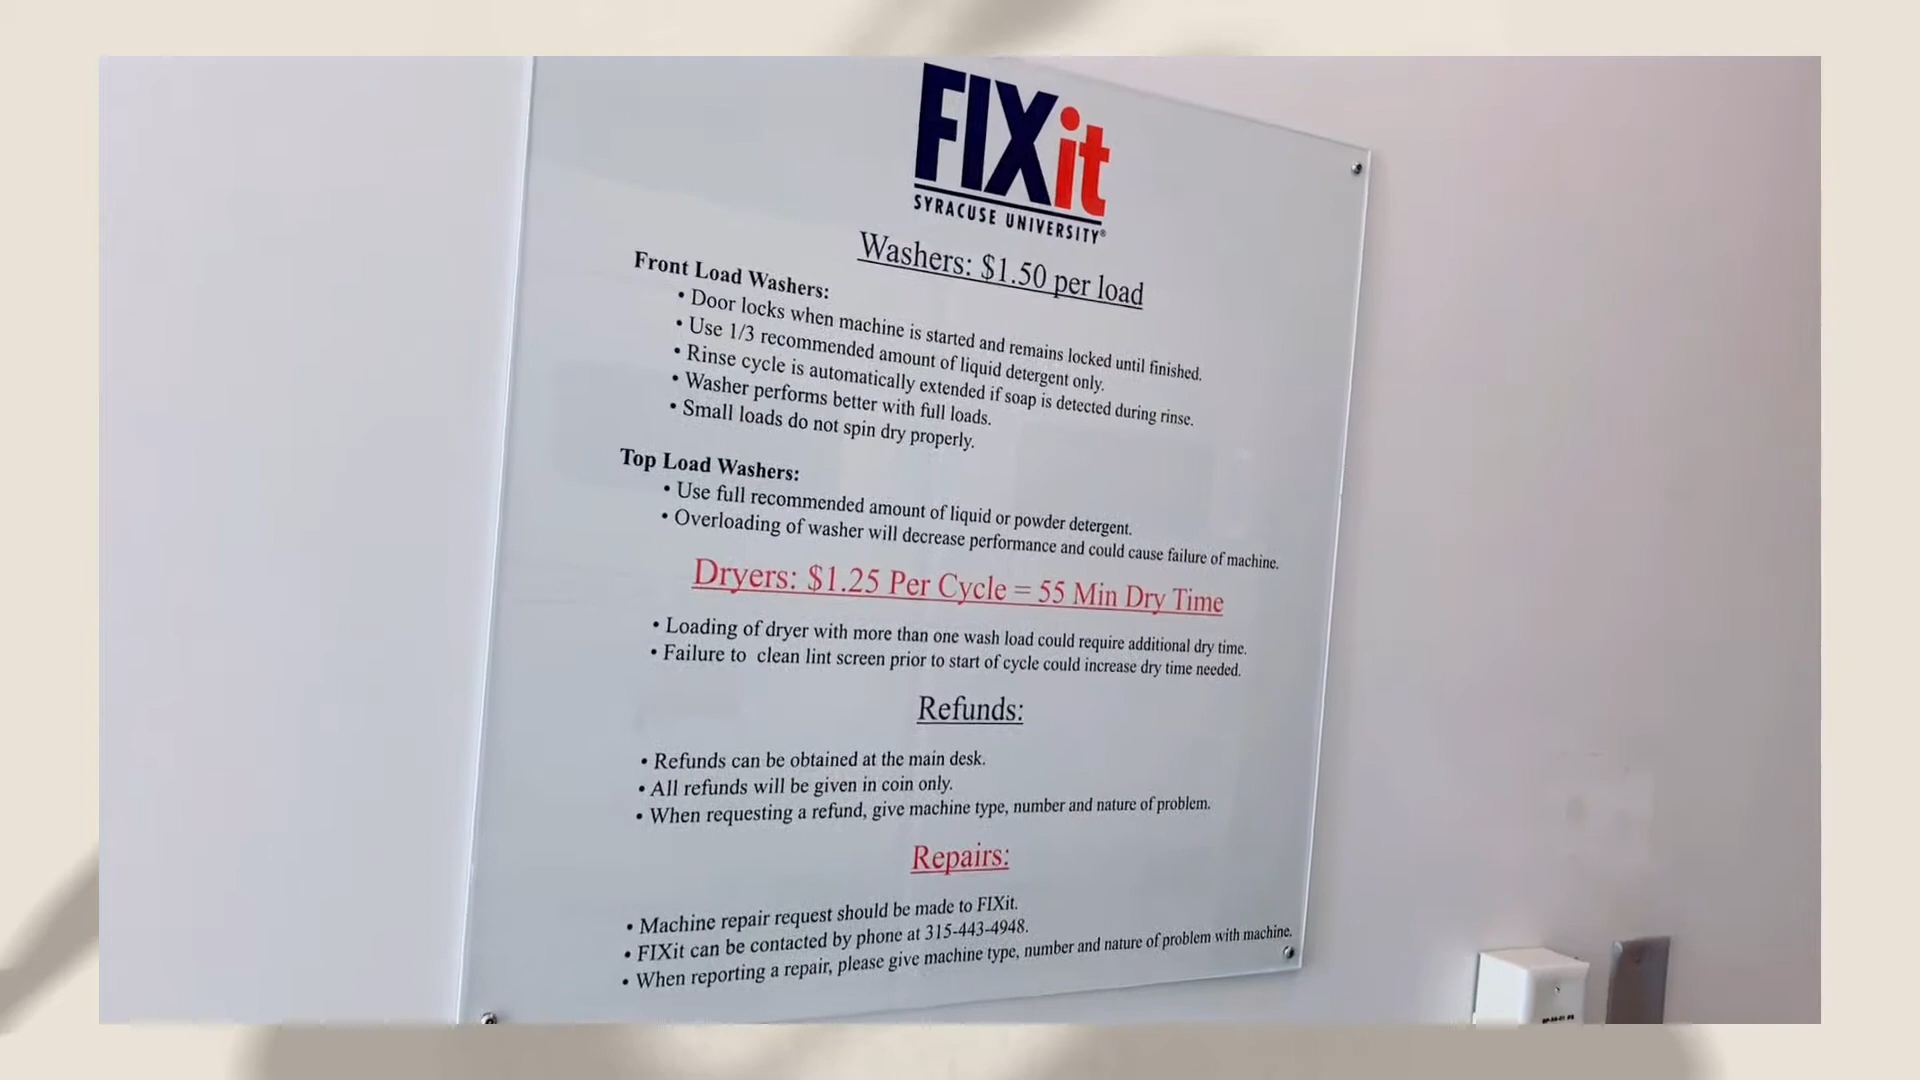 FIXit
SYRACUSE UNIVERSITY®
Washers: $1.50 per load
Front Load Washers:
• Door locks when machine is started and remains locked until finished.
• Use 1/3 recommended amount of liquid detergent only.
• Rinse cycle is automatically extended if soap is detected during rinse.
• Washer performs better with full loads.
• Small loads do not spin dry properly.
Top Load Washers:
• Use full recommended amount of liquid or powder detergent.
• Overloading of washer will decrease performance and could cause failure of machine.
Dryers: $1.25 Per Cycle = 55 Min Dry Time
• Loading of dryer with more than one wash load could require additional dry time.
• Failure to clean lint screen prior to start of cycle could increase dry time needed.
Refunds:
• Refunds can be obtained at the main desk.
• All refunds will be given in coin only.
• When requesting a refund, give machine type, number and nature of problem.
Repairs:
• Machine repair request should be made to FIXit.
• FIXit can be contacted by phone at 315-443-4948.
• When reporting a repair, please give machine type, number and nature of problem with machine.